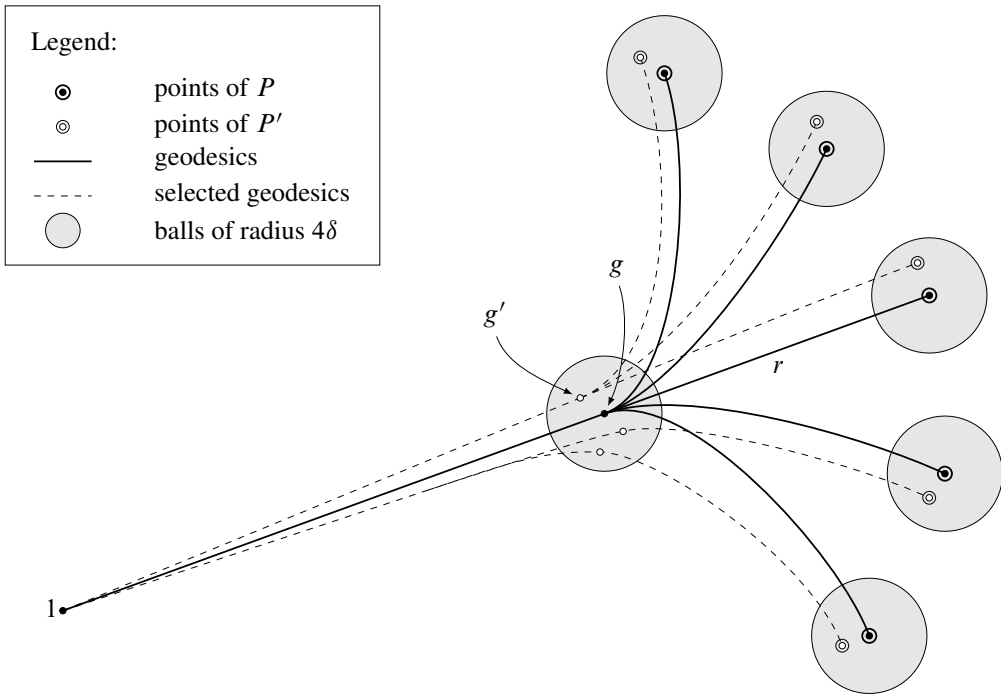 Legend:
points of P
points of P′
geodesics
selected geodesics
balls of radius 4δ
g
g′
r
1